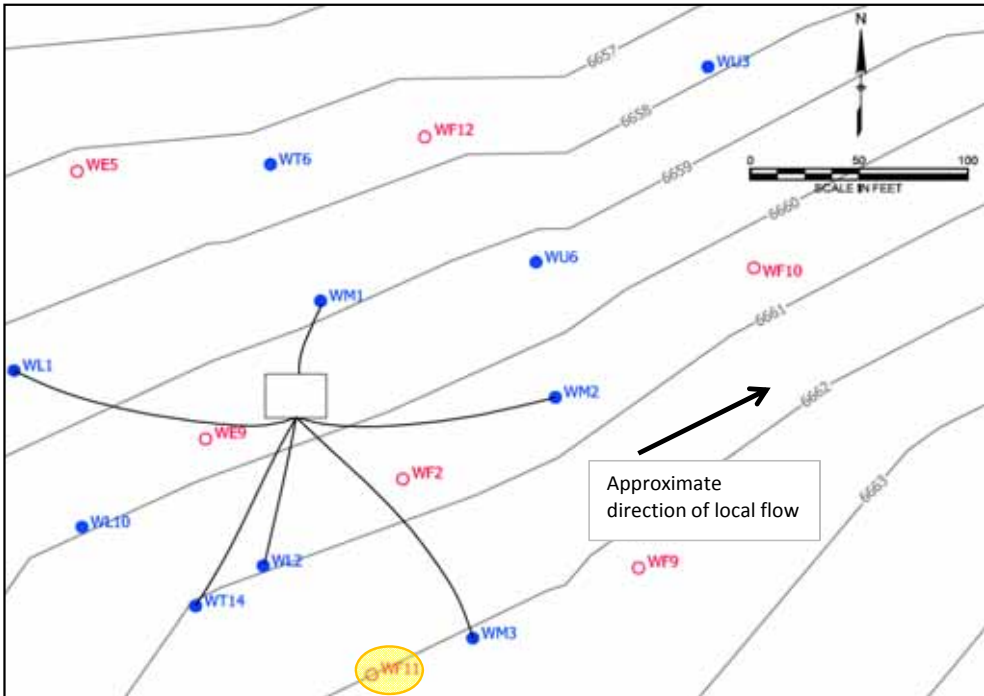 N
6657
WU3
WF12
6658
WE5
WT6
0 50 100
SCALE IN FEET
6659
6660
WU6
WF10
WM1
6661
WL1
WM2
6662
WE9
WF2
Approximate
direction of local flow
6663
WL10
WL2
WF9
WT14
WM3
WF11